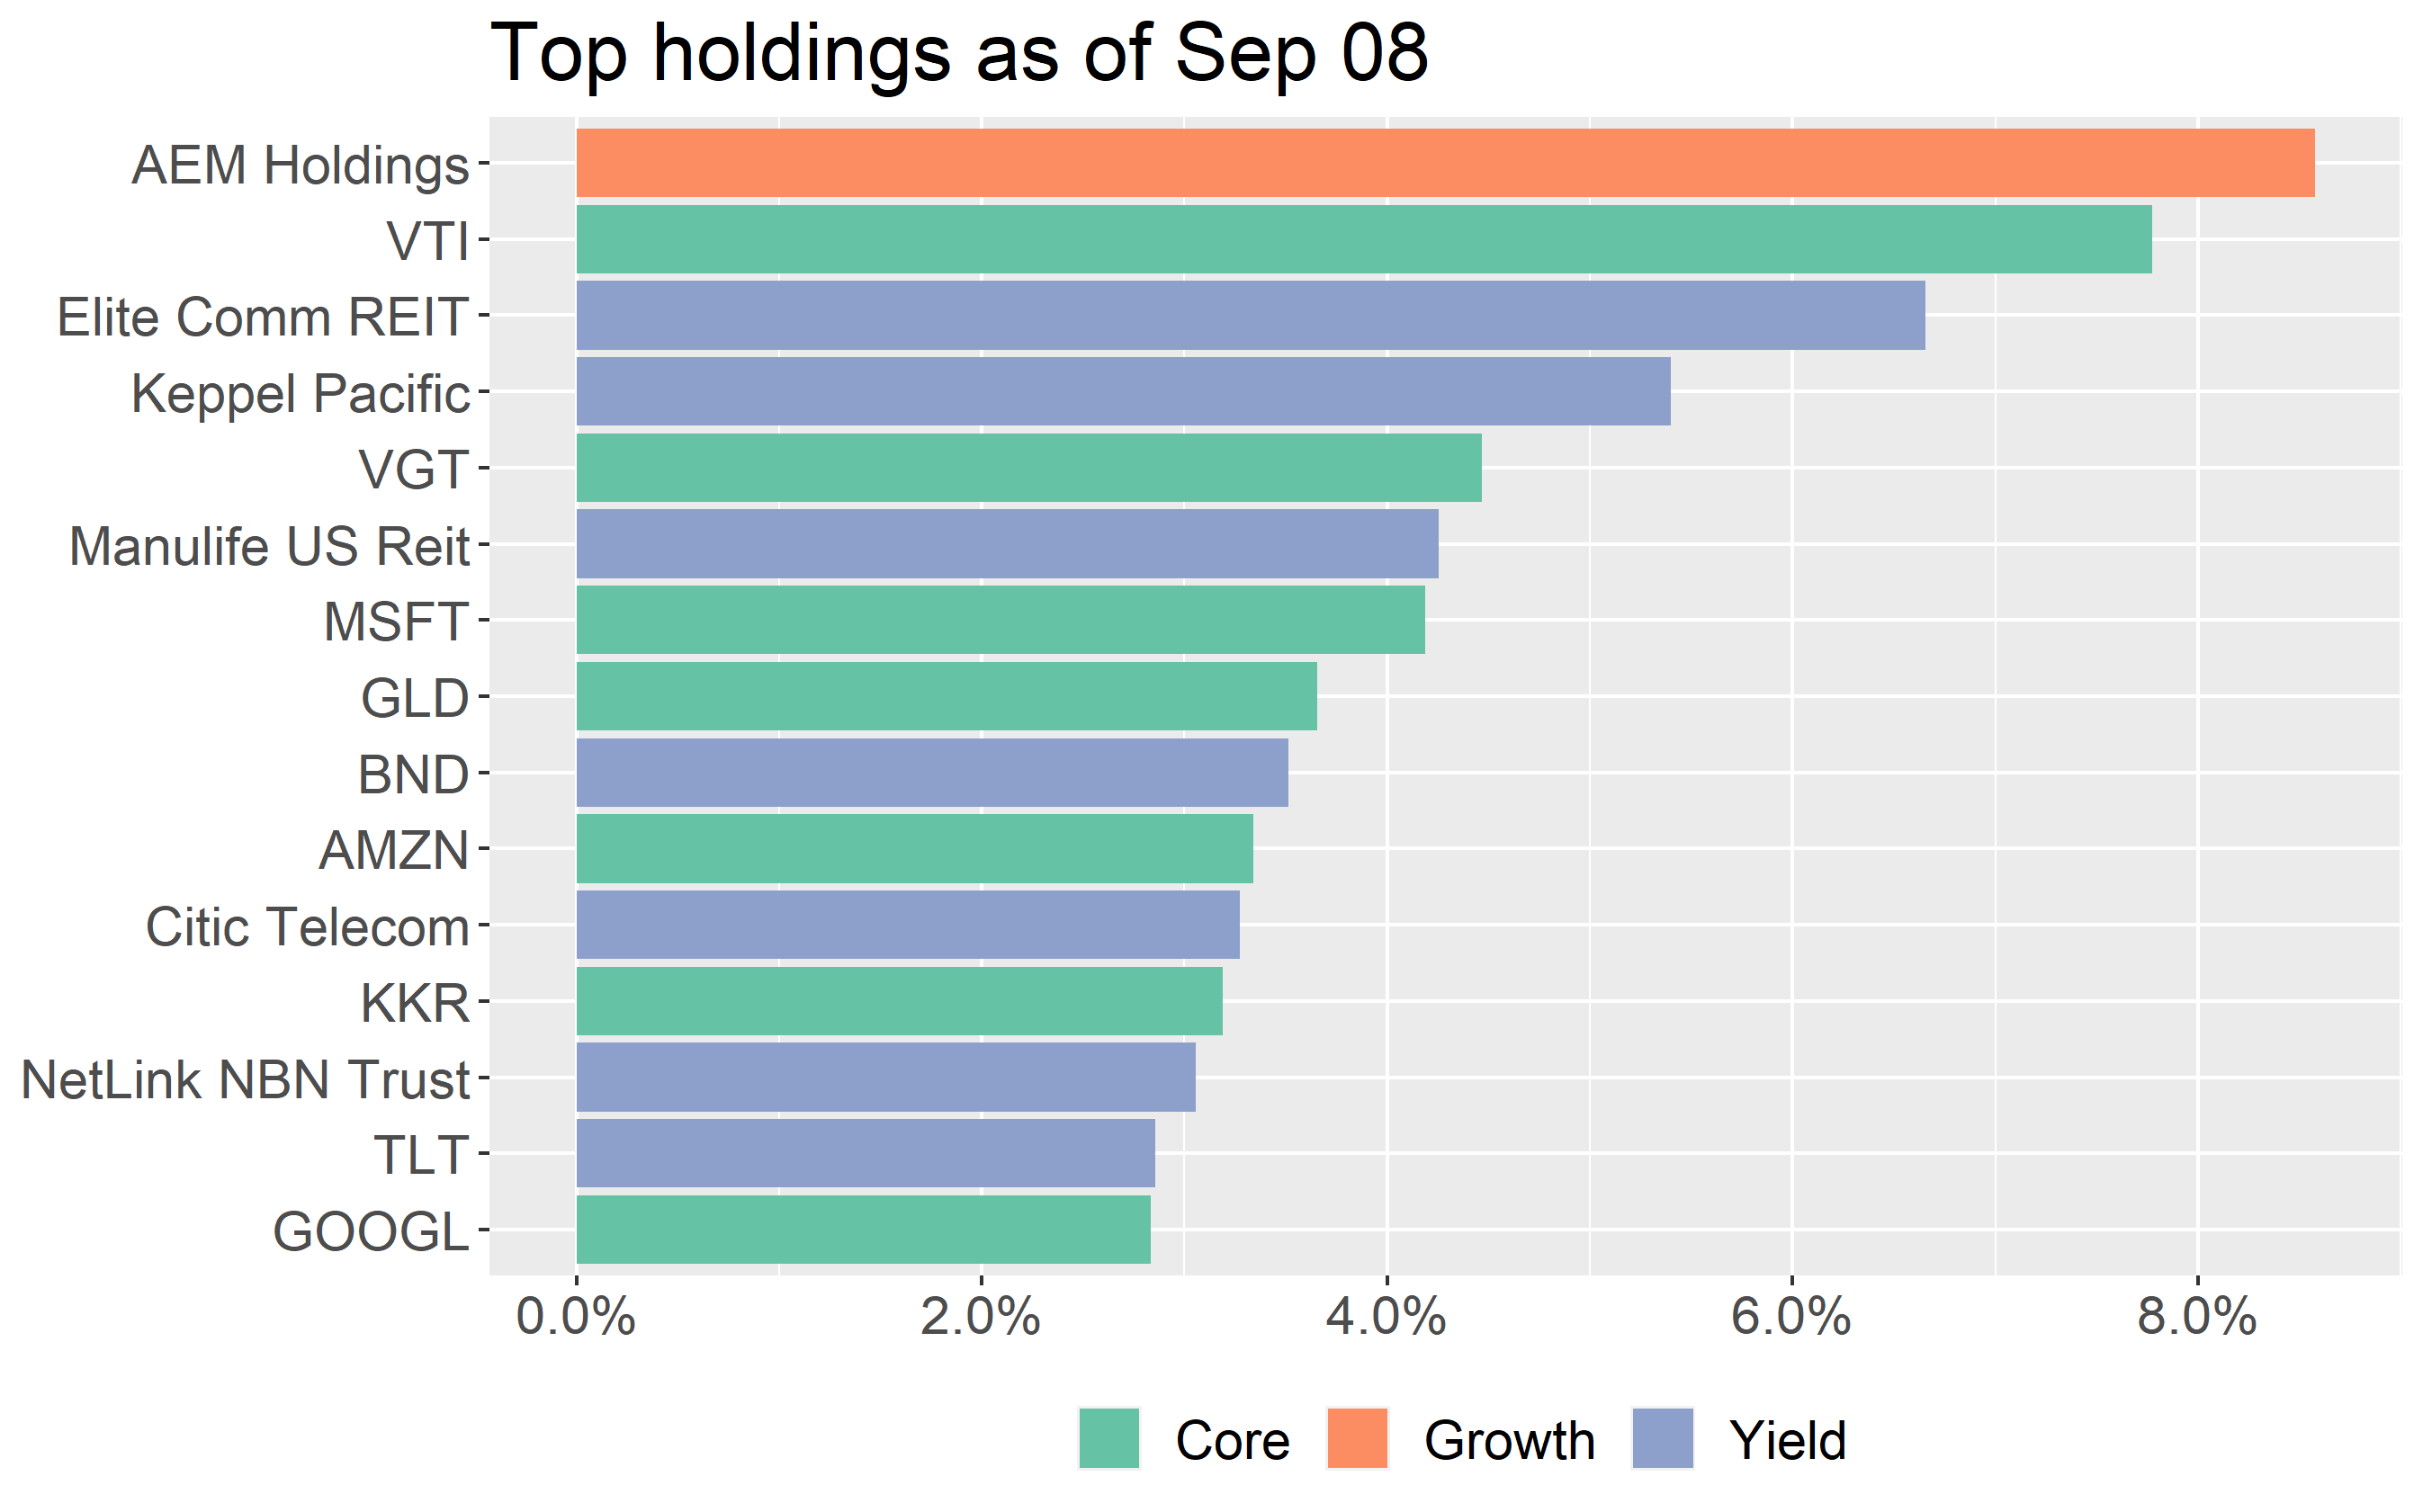 Top holdings as of Sep 08
AEM Holdings
VTI
Elite Comm REIT
Keppel Pacific
VGT
Manulife US Reit
MSFT
GLD
BND
AMZN
Citic Telecom
KKR
NetLink NBN Trust
TLT
GOOGL
0.0% 2.0% 4.0% 6.0% 8.0%
Core Growth Yield